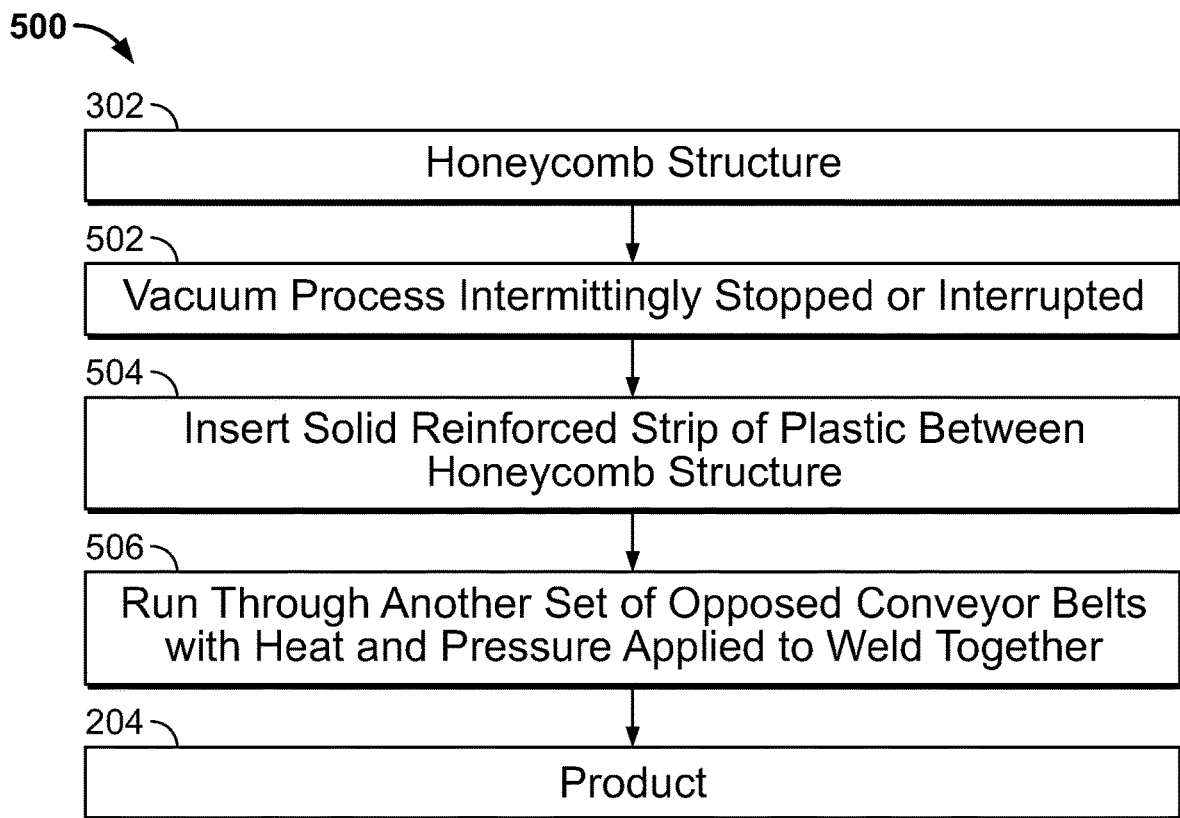 500
302
Honeycomb Structure
502
Vacuum Process Intermittingly Stopped or Interrupted
504
Insert Solid Reinforced Strip of Plastic Between
Honeycomb Structure
506
Run Through Another Set of Opposed Conveyor Belts
with Heat and Pressure Applied to Weld Together
204
Product